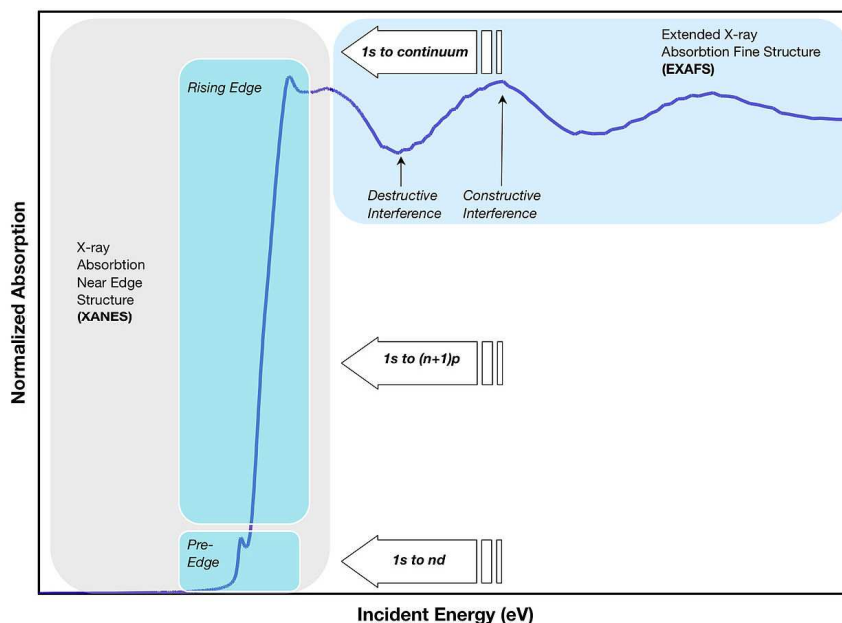 1s to continuum
Extended X-ray
Absorbtion Fine Structure
(EXAFS)
Rising Edge
Destructive
Interference
Constructive
Interference
X-ray
Absorbtion
Near Edge
Structure
(XANES)
1s to (n+1)p
Pre-
Edge
1s to nd
Normalized Absorption
Incident Energy (eV)